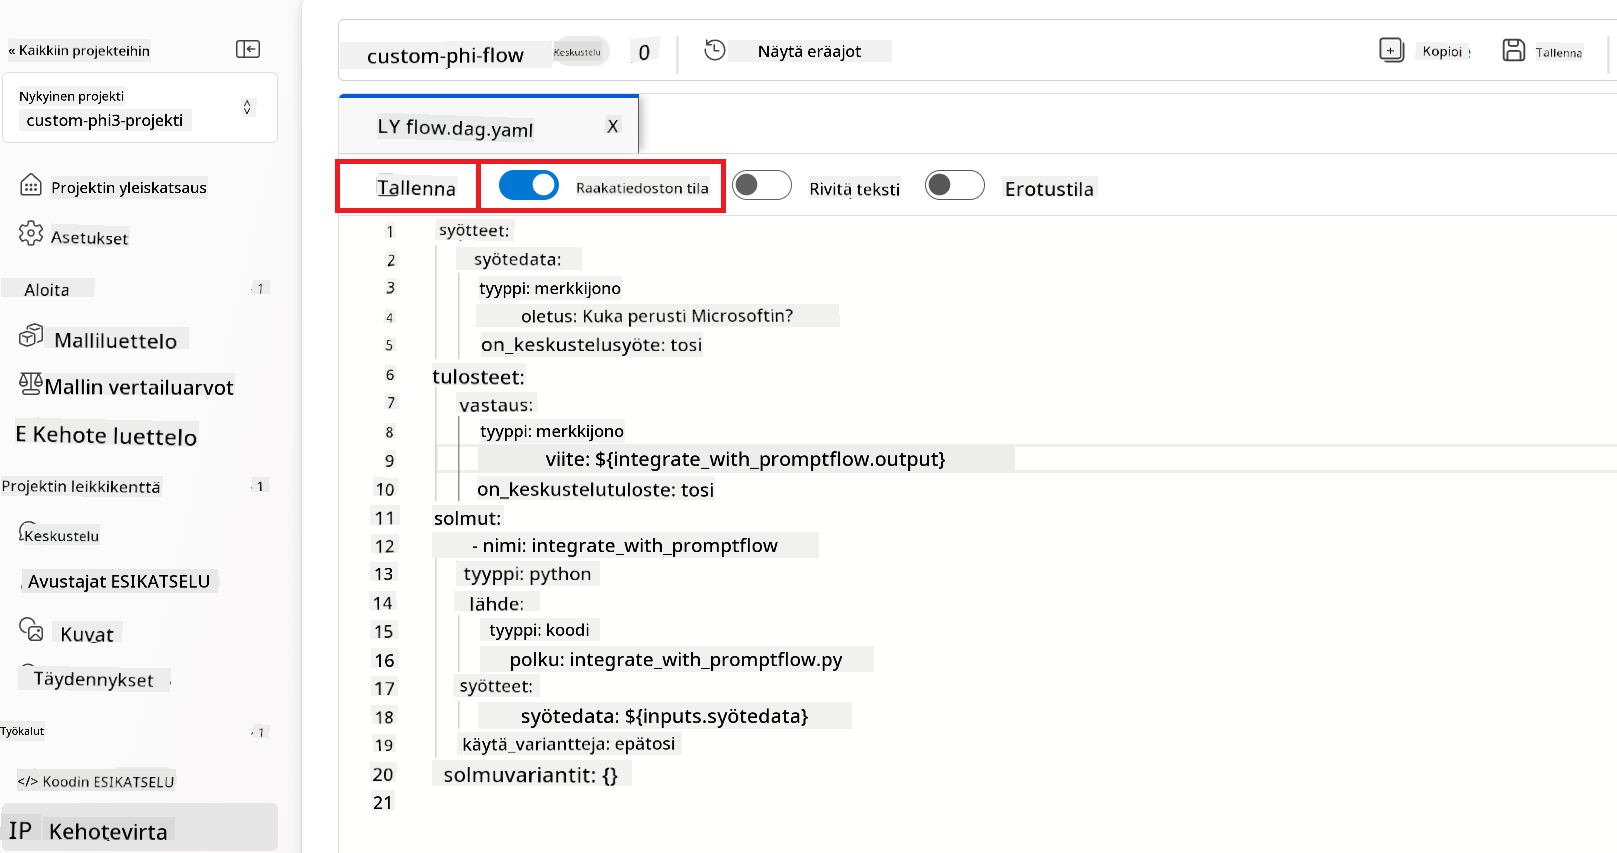 « Kaikkiin projekteihin
Nykyinen projekti
custom-phi3-projekti
Projektin yleiskatsaus
Asetukset
Aloita
Malliluettelo
Mallin vertailuarvot
E Kehote luettelo
Projektin leikkikenttä
Keskustelu
Avustajat ESIKATSELU
Kuvat
Täydennykset
Työkalut
</> Koodin ESIKATSELU
IP Kehotevirta
custom-phi-flow Keskustelu 0 Näytä eräajot Kopioi Tallenna
LY flow.dag.yaml X
Tallenna Raakatiedoston tila Rivitä teksti Erotustila
1 syötteet:
2 syötedata:
3 tyyppi: merkkijono
4 oletus: Kuka perusti Microsoftin?
5 on_keskustelusyöte: tosi
6 tulosteet:
7 vastaus:
8 tyyppi: merkkijono
9 viite: ${integrate_with_promptflow.output}
10 on_keskustelutuloste: tosi
11 solmut:
12 - nimi: integrate_with_promptflow
13 tyyppi: python
14 lähde:
15 tyyppi: koodi
16 polku: integrate_with_promptflow.py
17 syötteet:
18 syötedata: ${inputs.syötedata}
19 käytä_variantteja: epätosi
20 solmuvariantit: {}
21